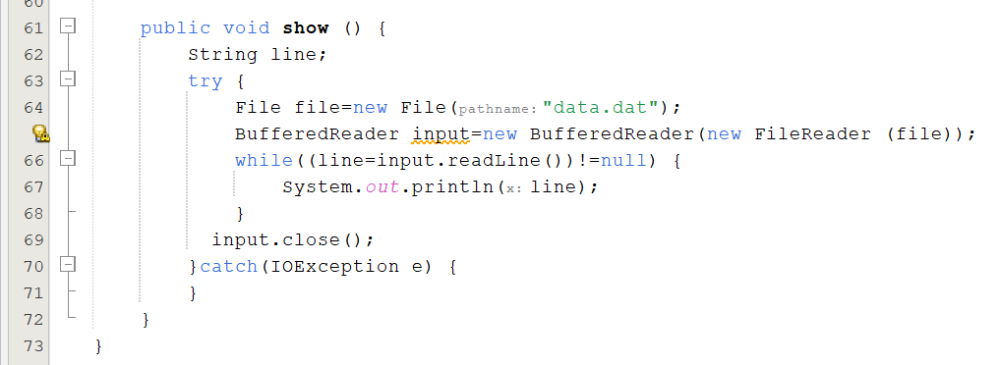 60
61 public void show () {
62 String line;
63 try {
64 File file=new File(pathname: "data.dat");
BufferedReader input=new BufferedReader(new FileReader (file));
66 while((line=input.readLine())!=null) {
67 System.out.println(x: line);
68 }
69 input.close();
70 }catch(IOException e) {
71 }
72 }
73 }